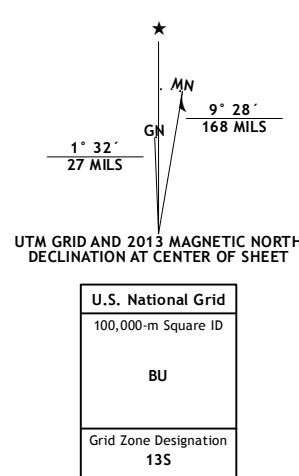 ★
MN
GN
9° 28´
168 MILS
1° 32´
27 MILS
UTM GRID AND 2013 MAGNETIC NORTH
DECLINATION AT CENTER OF SHEET
U.S. National Grid
100,000-m Square ID
BU
Grid Zone Designation
13S